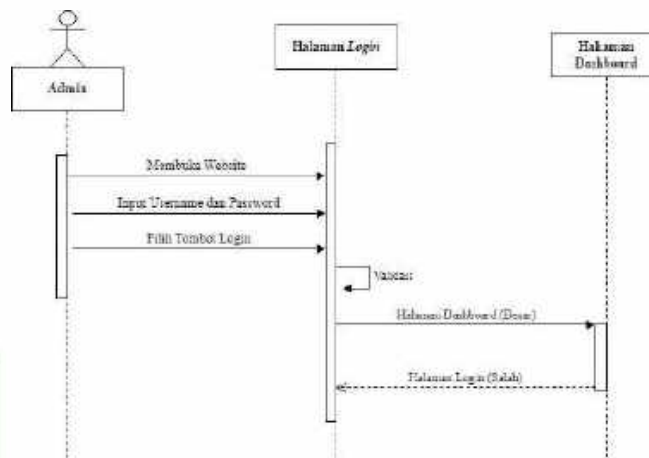 Admin
Halaman Login
Halaman
Dashboard
Membuka Website
Input Username dan Password
Pilih Tombol Login
Validasi
Halaman Dashboard (Benar)
Halaman Login (Salah)